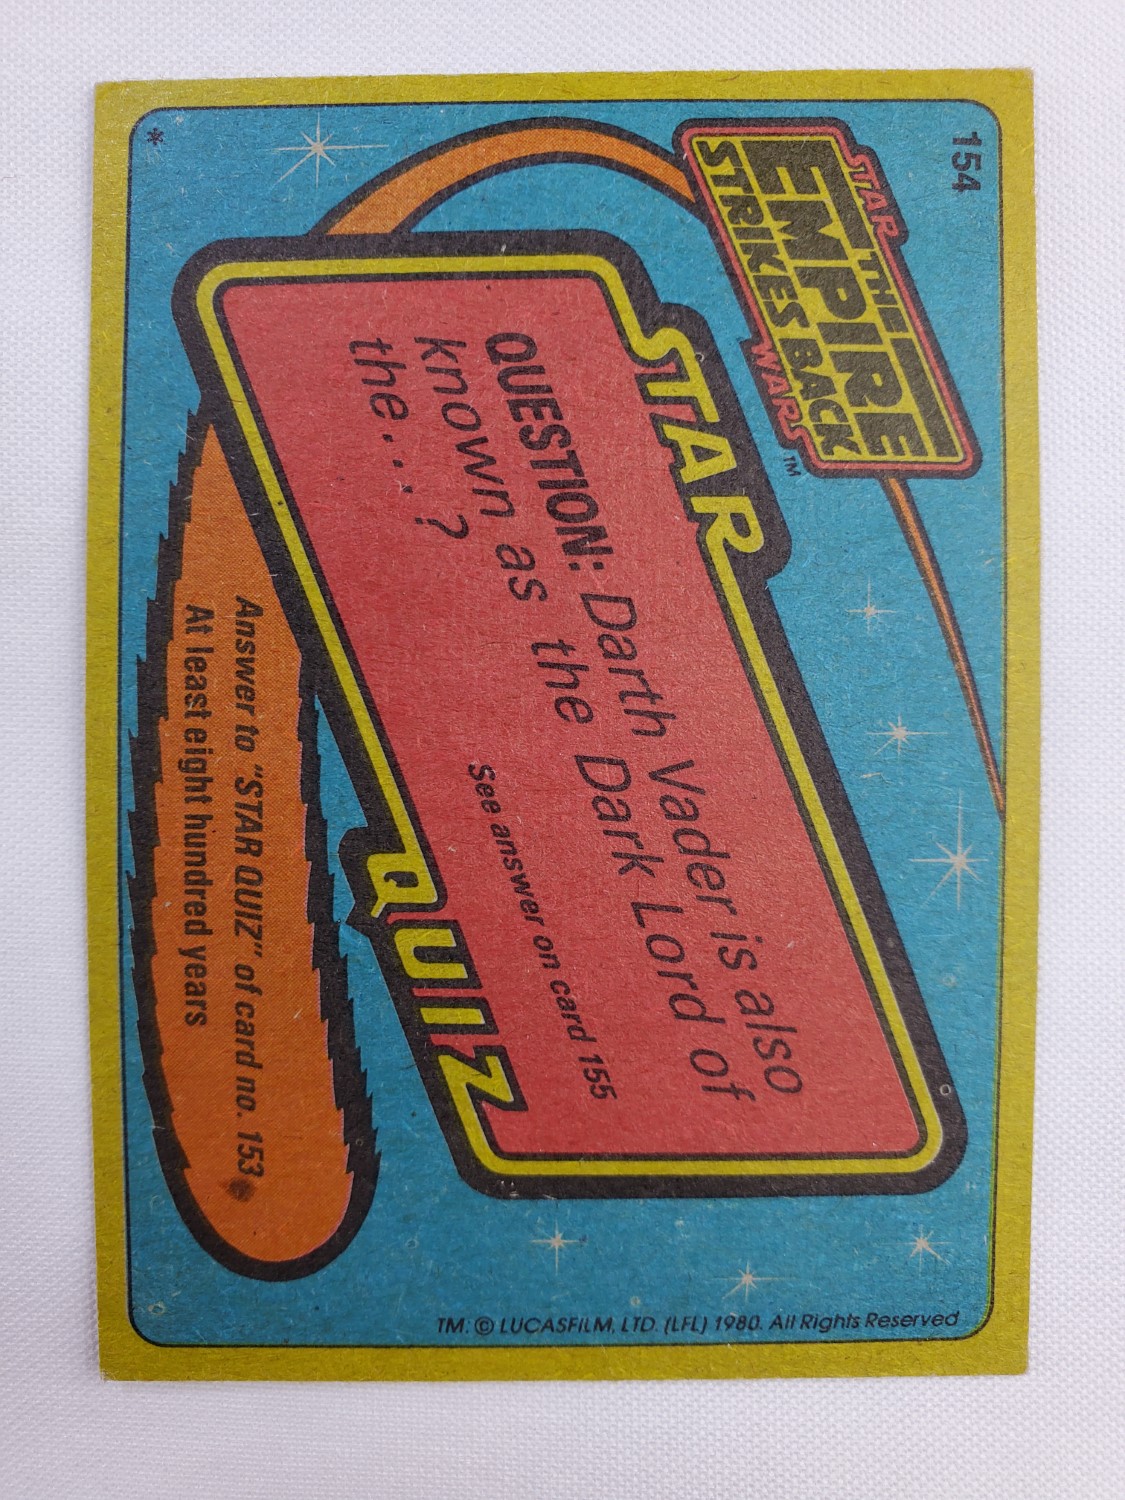 154
STAR
THE
EMPIRE
STRIKES BACK
WARS™
STAR
QUESTION: Darth Vader is also
known as the Dark Lord of
the...?
See answer on card 155
QUIZ
Answer to "STAR QUIZ" of card no. 153
At least eight hundred years
*
TM. © LUCASFILM, LTD. (LFL) 1980. All Rights Reserved